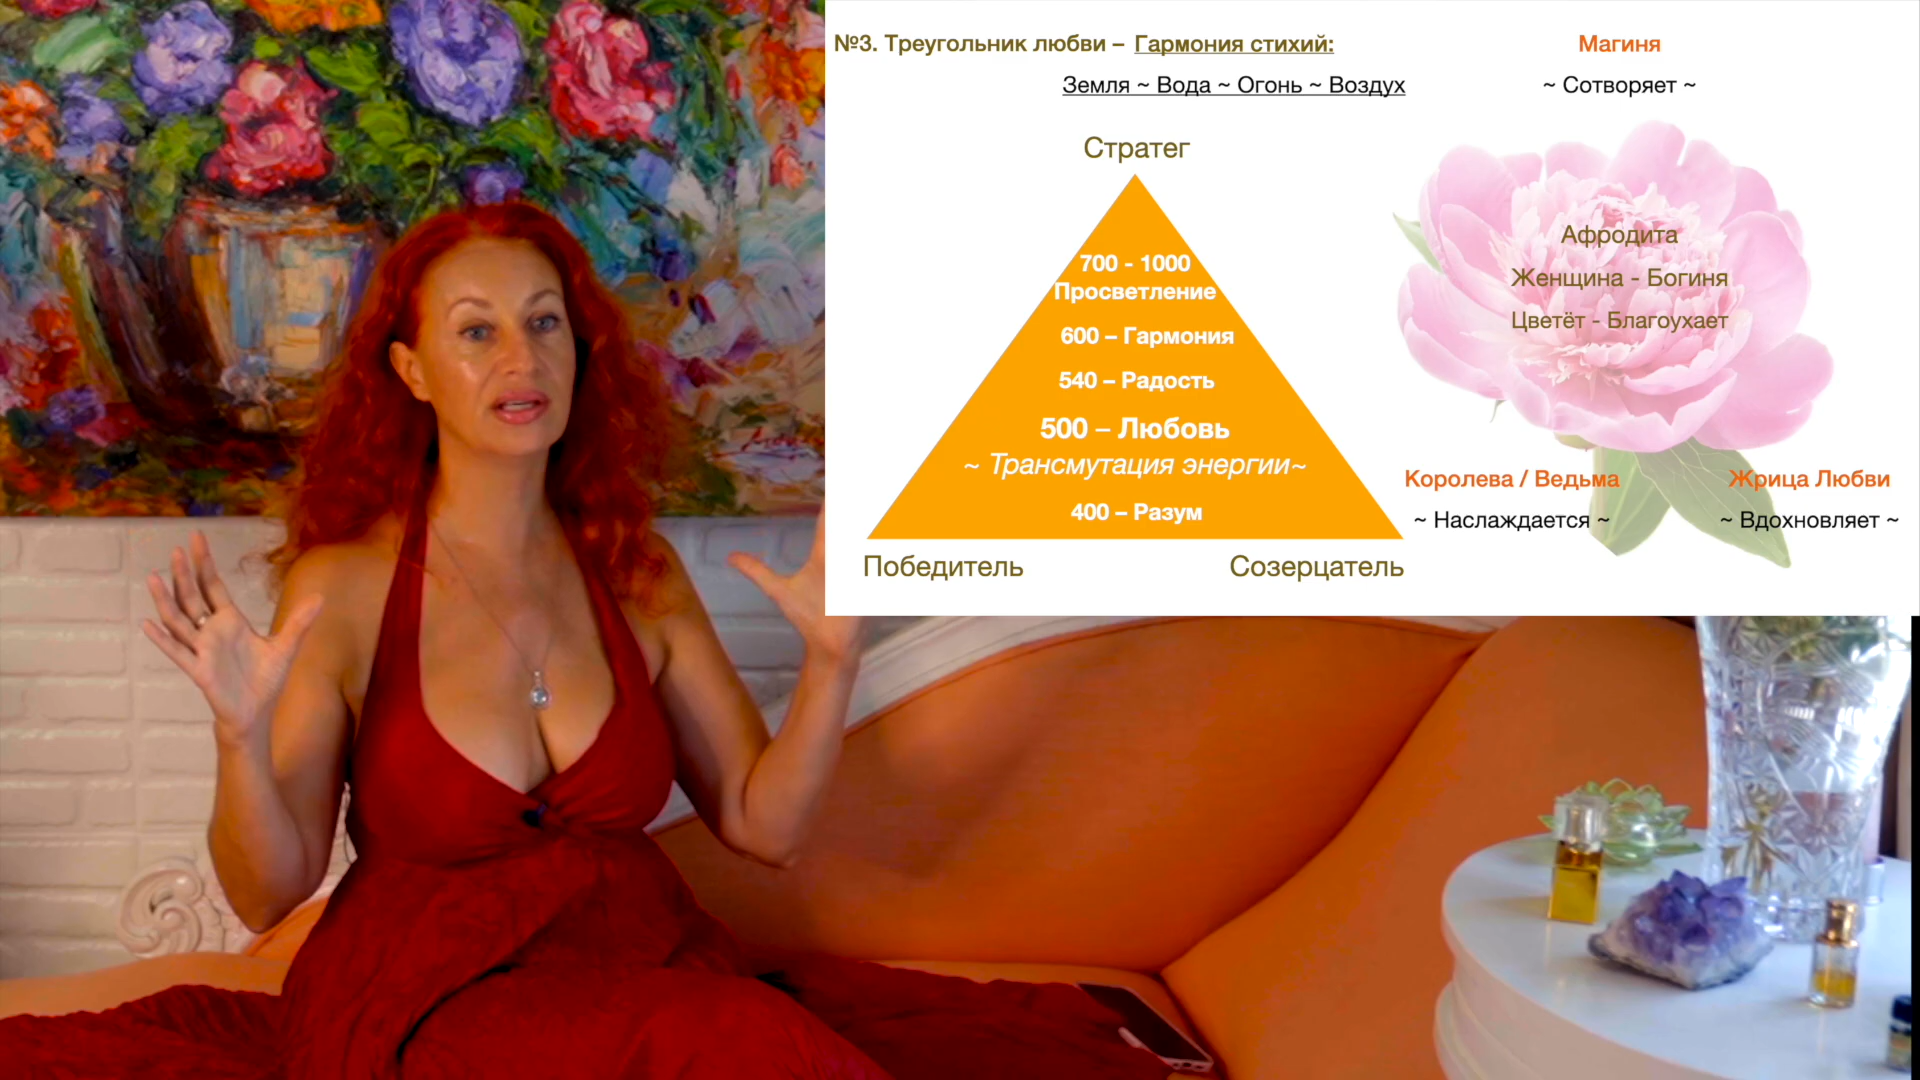 №3. Треугольник любви – Гармония стихий:
Земля ~ Вода ~ Огонь ~ Воздух
Стратег
700 - 1000
Просветление
600 – Гармония
540 – Радость
500 – Любовь
~ Трансмутация энергии~
400 – Разум
Победитель
Созерцатель
Магиня
~ Сотворяет ~
Афродита
Женщина - Богиня
Цветёт - Благоухает
Королева / Ведьма
~ Наслаждается ~
Жрица Любви
~ Вдохновляет ~